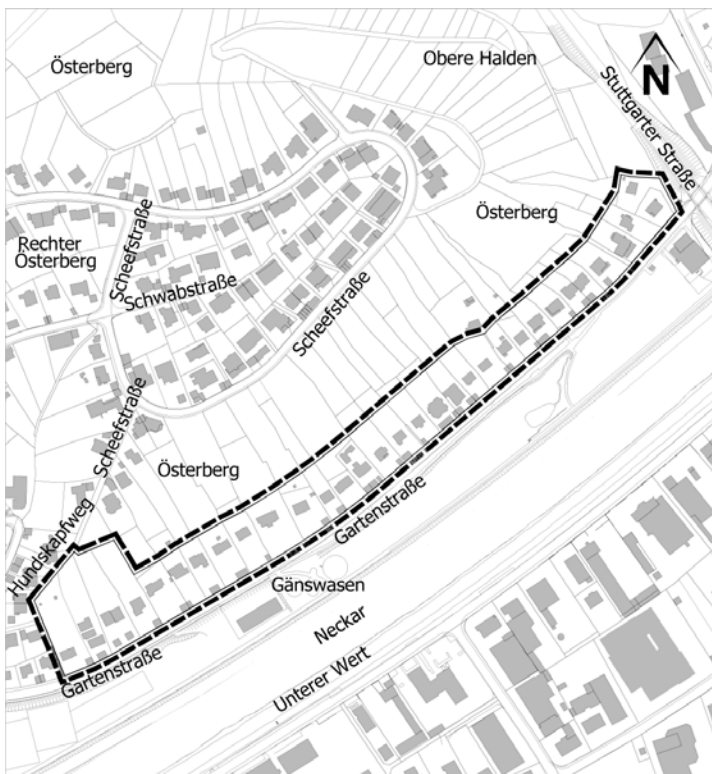 Österberg
Obere Halden
N
Stuttgarter Straße
Österberg
Rechter
Österberg
Scheefstraße
Schwabstraße
Scheefstraße
Scheefstraße
Österberg
Hundskapfweg
Gartenstraße
Gänswasen
Neckar
Gartenstraße
Unterer Wert